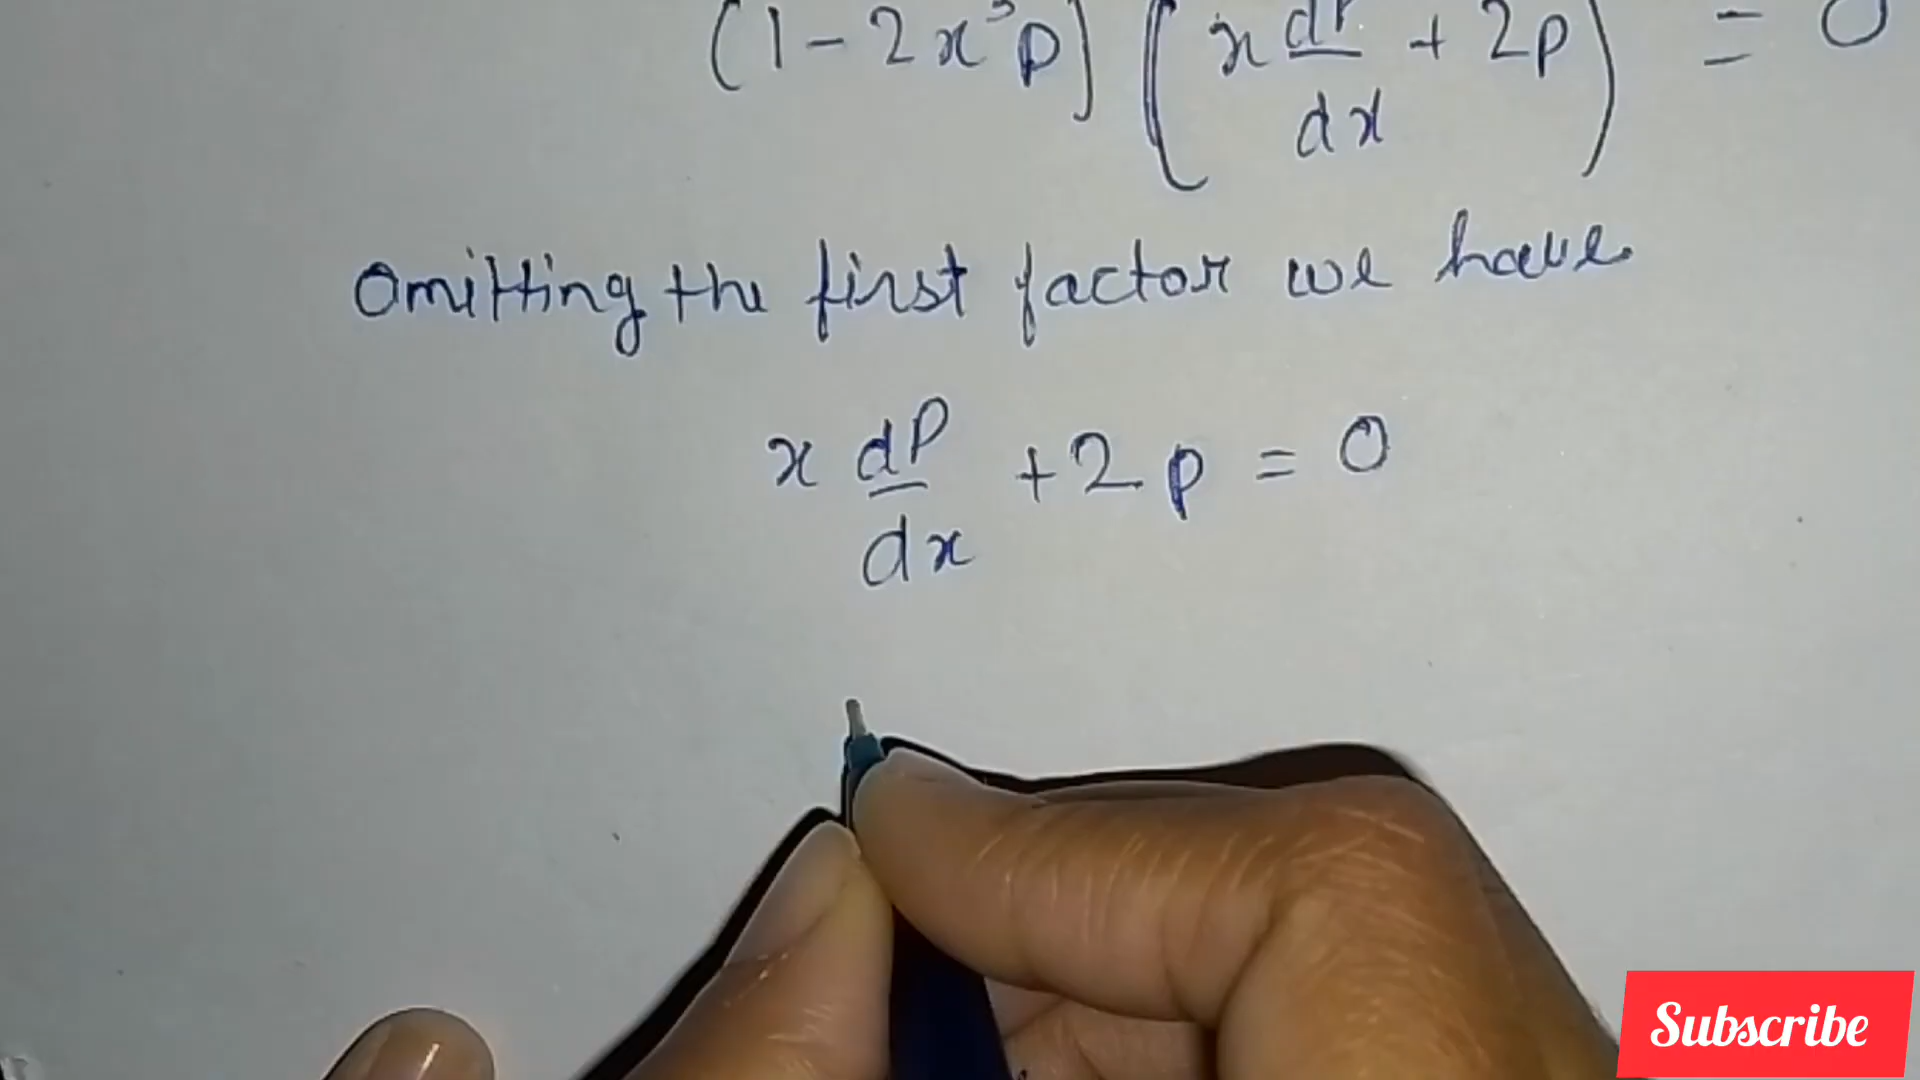 (1 - 2x³p) (x dp/dx + 2p) = 0
Omitting the first factor we have
x dP/dx + 2p = 0
Subscribe